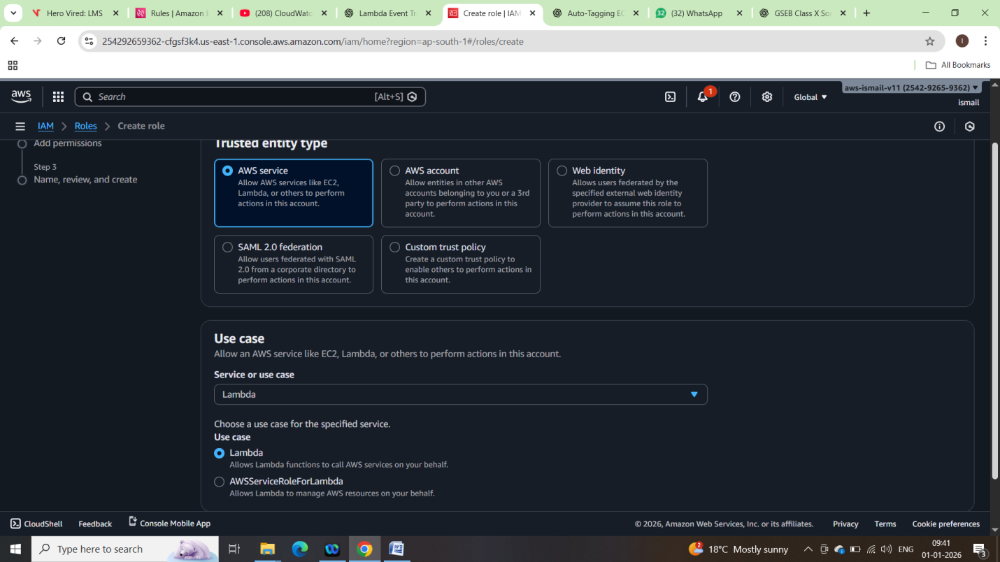 Hero Vired: LMS
Rules | Amazon E
(208) CloudWatc
Lambda Event Tr
Create role | IAM
Auto-Tagging EC
(32) WhatsApp
GSEB Class X So
254292659362-cfgsf3k4.us-east-1.console.aws.amazon.com/iam/home?region=ap-south-1#/roles/create
I
All Bookmarks
aws
Search
[Alt+S]
1
Global
aws-ismail-v11 (2542-9265-9362)
ismail
IAM
Roles
Create role
Add permissions
Step 3
Name, review, and create
Trusted entity type
AWS service
Allow AWS services like EC2,
Lambda, or others to perform
actions in this account.
AWS account
Allow entities in other AWS
accounts belonging to you or a 3rd
party to perform actions in this
account.
Web identity
Allows users federated by the
specified external web identity
provider to assume this role to
perform actions in this account.
SAML 2.0 federation
Allow users federated with SAML
2.0 from a corporate directory to
perform actions in this account.
Custom trust policy
Create a custom trust policy to
enable others to perform actions in
this account.
Use case
Allow an AWS service like EC2, Lambda, or others to perform actions in this account.
Service or use case
Lambda
Choose a use case for the specified service.
Use case
Lambda
Allows Lambda functions to call AWS services on your behalf.
AWSServiceRoleForLambda
Allows Lambda to manage AWS resources on your behalf.
CloudShell
Feedback
Console Mobile App
© 2026, Amazon Web Services, Inc. or its affiliates.
Privacy
Terms
Cookie preferences
Type here to search
2
18°C Mostly sunny
ENG
09:41
01-01-2026
3